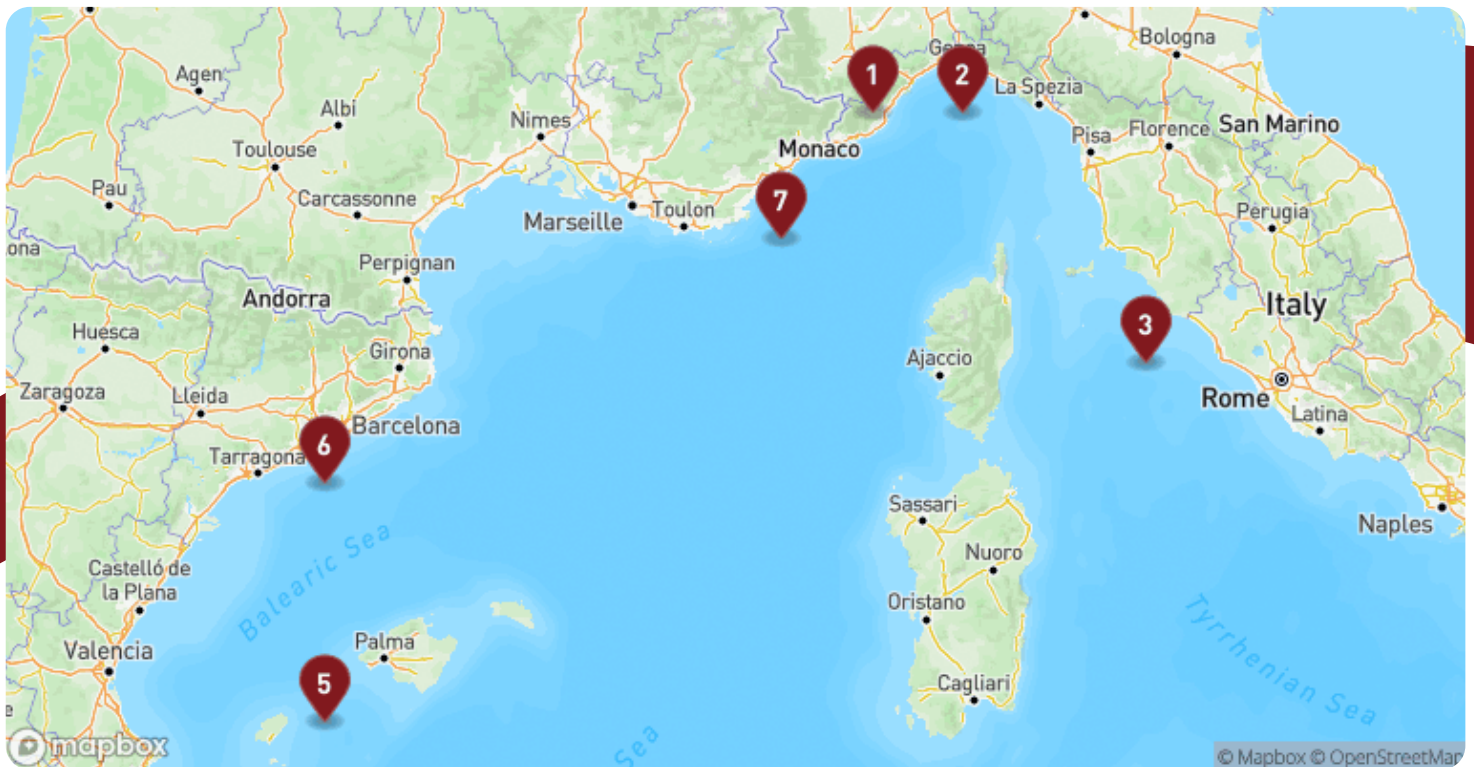 Bologna
Genoa
Agen
1
2
La Spezia
Albi
Nimes
Pisa
Florence
San Marino
Toulouse
Monaco
Pau
Carcassonne
7
Marseille
Toulon
Perugia
ona
Perpignan
Andorra
Italy
Huesca
Girona
3
Ajaccio
Zaragoza
Lleida
Rome
Latina
Barcelona
6
Tarragona
Sassari
Naples
Balearic Sea
Nuoro
Castelló de
la Plana
Oristano
Tyrrhenian Sea
Palma
Valencia
5
Cagliari
e
Sea
mapbox
© Mapbox © OpenStreetMap